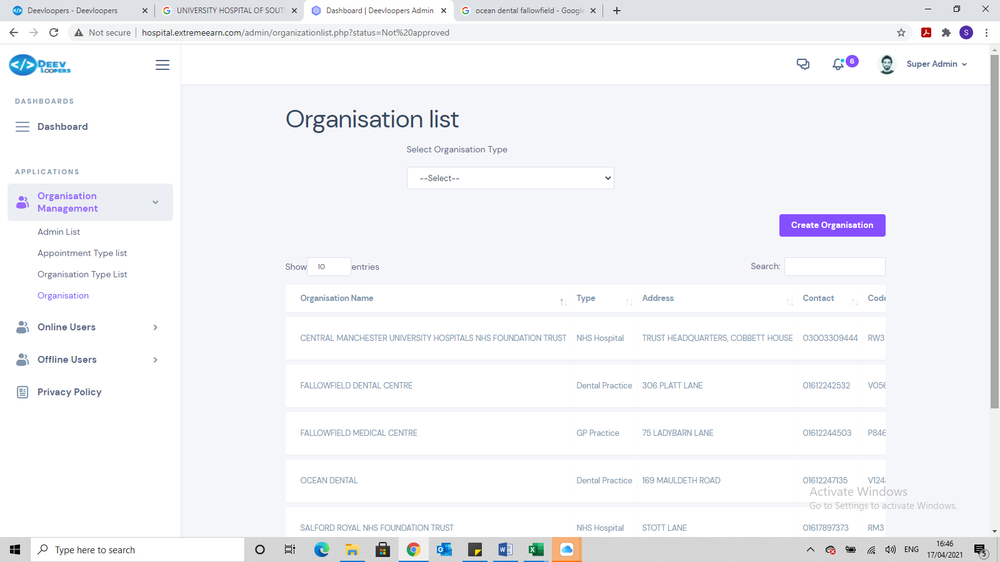 Deevloopers - Deevloopers
UNIVERSITY HOSPITAL OF SOUT
Dashboard | Deevloopers Admin
ocean dental fallowfield - Google
Not secure
hospital.extremeearn.com/admin/organizationlist.php?status=Not%20approved
S
</> DEEV LOOPERS
6
Super Admin
DASHBOARDS
Dashboard
APPLICATIONS
Organisation
Management
Admin List
Appointment Type list
Organisation Type List
Organisation
Online Users
Offline Users
Privacy Policy
Organisation list
Select Organisation Type
--Select--
Create Organisation
Show 10 entries
Search:
Organisation Name Type Address Contact Code
CENTRAL MANCHESTER UNIVERSITY HOSPITALS NHS FOUNDATION TRUST NHS Hospital TRUST HEADQUARTERS, COBBETT HOUSE 03003309444 RW3
FALLOWFIELD DENTAL CENTRE Dental Practice 306 PLATT LANE 01612242532 V056
FALLOWFIELD MEDICAL CENTRE GP Practice 75 LADYBARN LANE 01612244503 P846
OCEAN DENTAL Dental Practice 169 MAULDETH ROAD 01612247135 V124
Activate Windows
Go to Settings to activate Windows.
SALFORD ROYAL NHS FOUNDATION TRUST NHS Hospital STOTT LANE 01617897373 RM3
Type here to search
ENG
16:46
17/04/2021
5